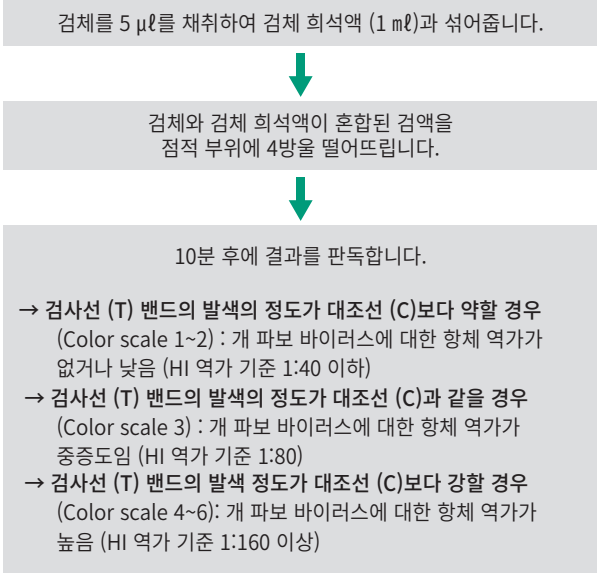 검체를 5 μℓ를 채취하여 검체 희석액 (1 ㎖)과 섞어줍니다.
검체와 검체 희석액이 혼합된 검액을
점적 부위에 4방울 떨어뜨립니다.
10분 후에 결과를 판독합니다.
→ 검사선 (T) 밴드의 발색의 정도가 대조선 (C)보다 약할 경우
(Color scale 1~2) : 개 파보 바이러스에 대한 항체 역가가
없거나 낮음 (HI 역가 기준 1:40 이하)
→ 검사선 (T) 밴드의 발색의 정도가 대조선 (C)과 같을 경우
(Color scale 3) : 개 파보 바이러스에 대한 항체 역가가
중증도임 (HI 역가 기준 1:80)
→ 검사선 (T) 밴드의 발색 정도가 대조선 (C)보다 강할 경우
(Color scale 4~6): 개 파보 바이러스에 대한 항체 역가가
높음 (HI 역가 기준 1:160 이상)